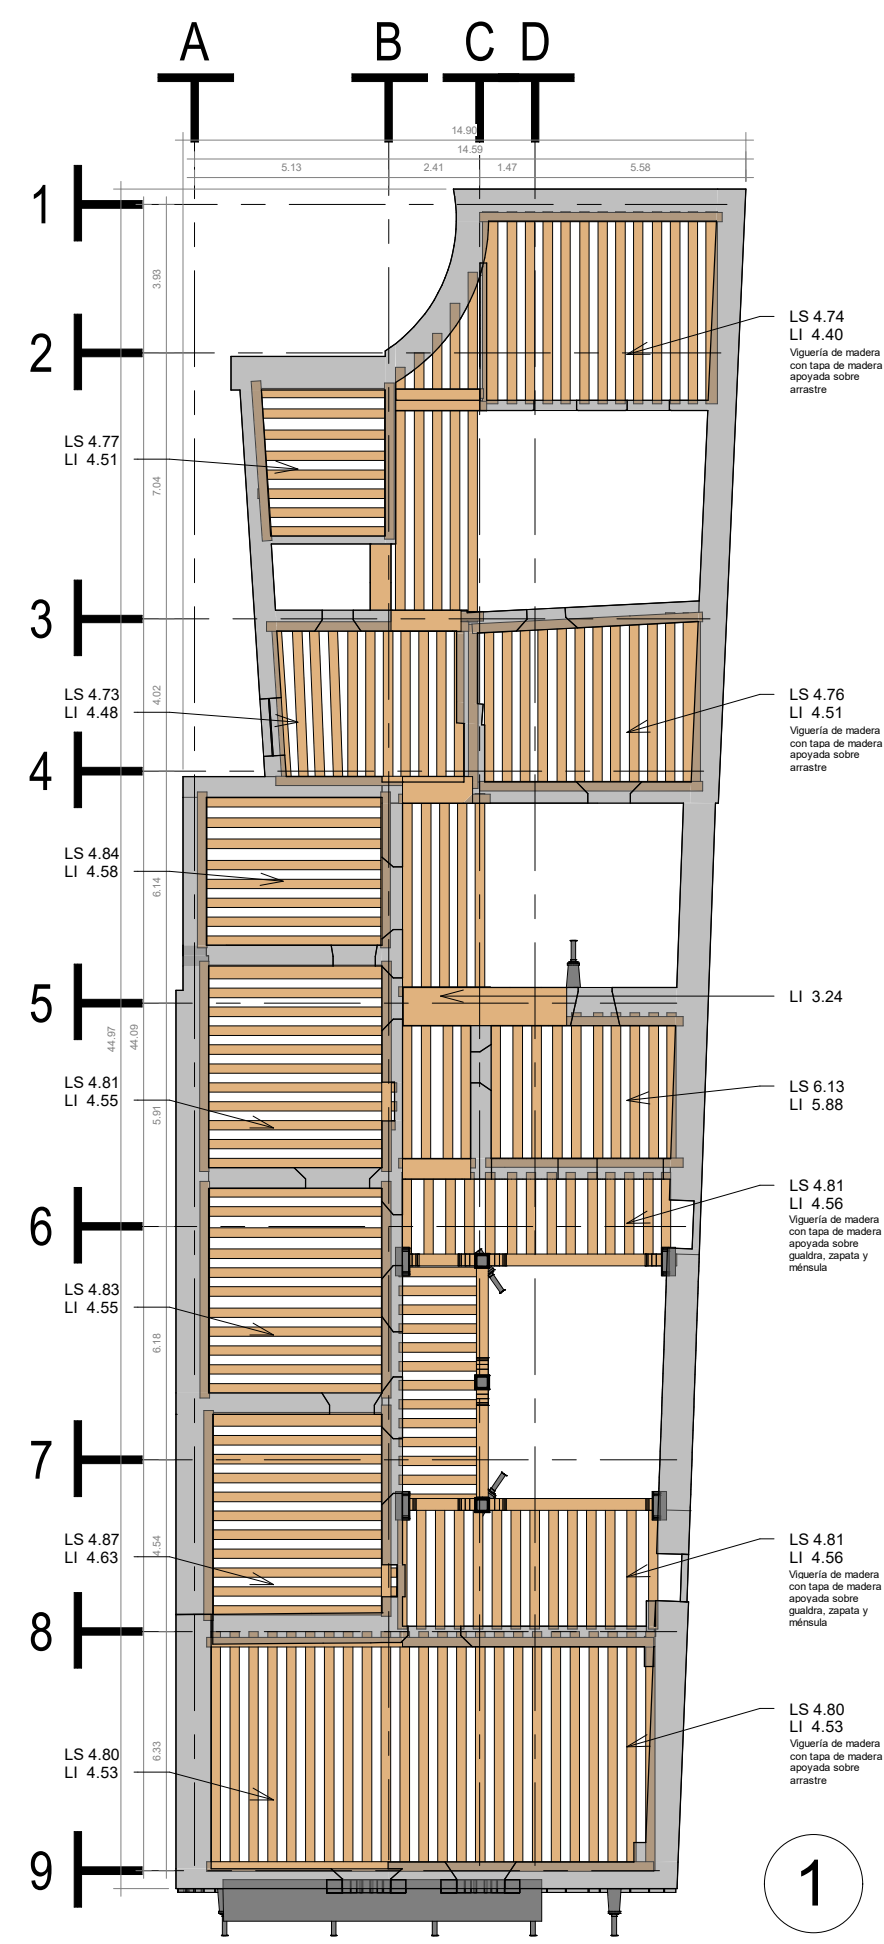 A B C D
14.90
14.59
5.13 2.41 1.47 5.58
1
3.93
LS 4.74
LI 4.40
Viguería de madera
con tapa de madera
apoyada sobre
arrastre
2
LS 4.77
LI 4.51
7.04
3
LS 4.73
LI 4.48
4.02
LS 4.76
LI 4.51
Viguería de madera
con tapa de madera
apoyada sobre
arrastre
4
LS 4.84
LI 4.58
6.14
5
LI 3.24
44.97
44.09
LS 4.81
LI 4.55
5.91
LS 6.13
LI 5.88
LS 4.81
LI 4.56
Viguería de madera
con tapa de madera
apoyada sobre
gualdra, zapata y
ménsula
6
LS 4.83
LI 4.55
6.18
7
LS 4.87
LI 4.63
4.54
LS 4.81
LI 4.56
Viguería de madera
con tapa de madera
apoyada sobre
gualdra, zapata y
ménsula
8
LS 4.80
LI 4.53
6.33
LS 4.80
LI 4.53
Viguería de madera
con tapa de madera
apoyada sobre
arrastre
9
1